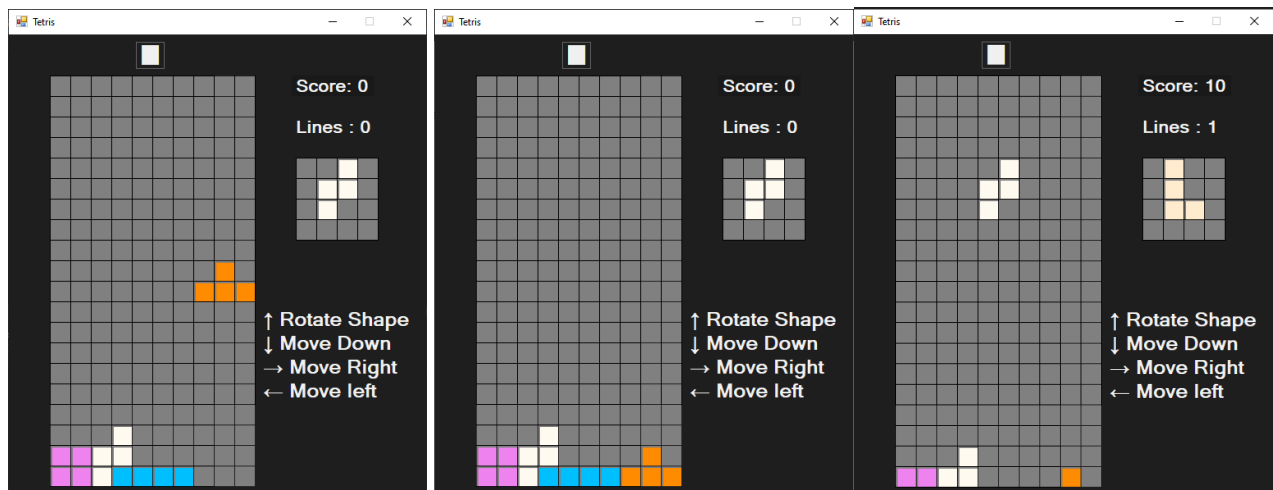 Tetris
Score: 0
Lines : 0
↑ Rotate Shape
↓ Move Down
→ Move Right
← Move left
Tetris
Score: 0
Lines : 0
↑ Rotate Shape
↓ Move Down
→ Move Right
← Move left
Tetris
Score: 10
Lines : 1
↑ Rotate Shape
↓ Move Down
→ Move Right
← Move left